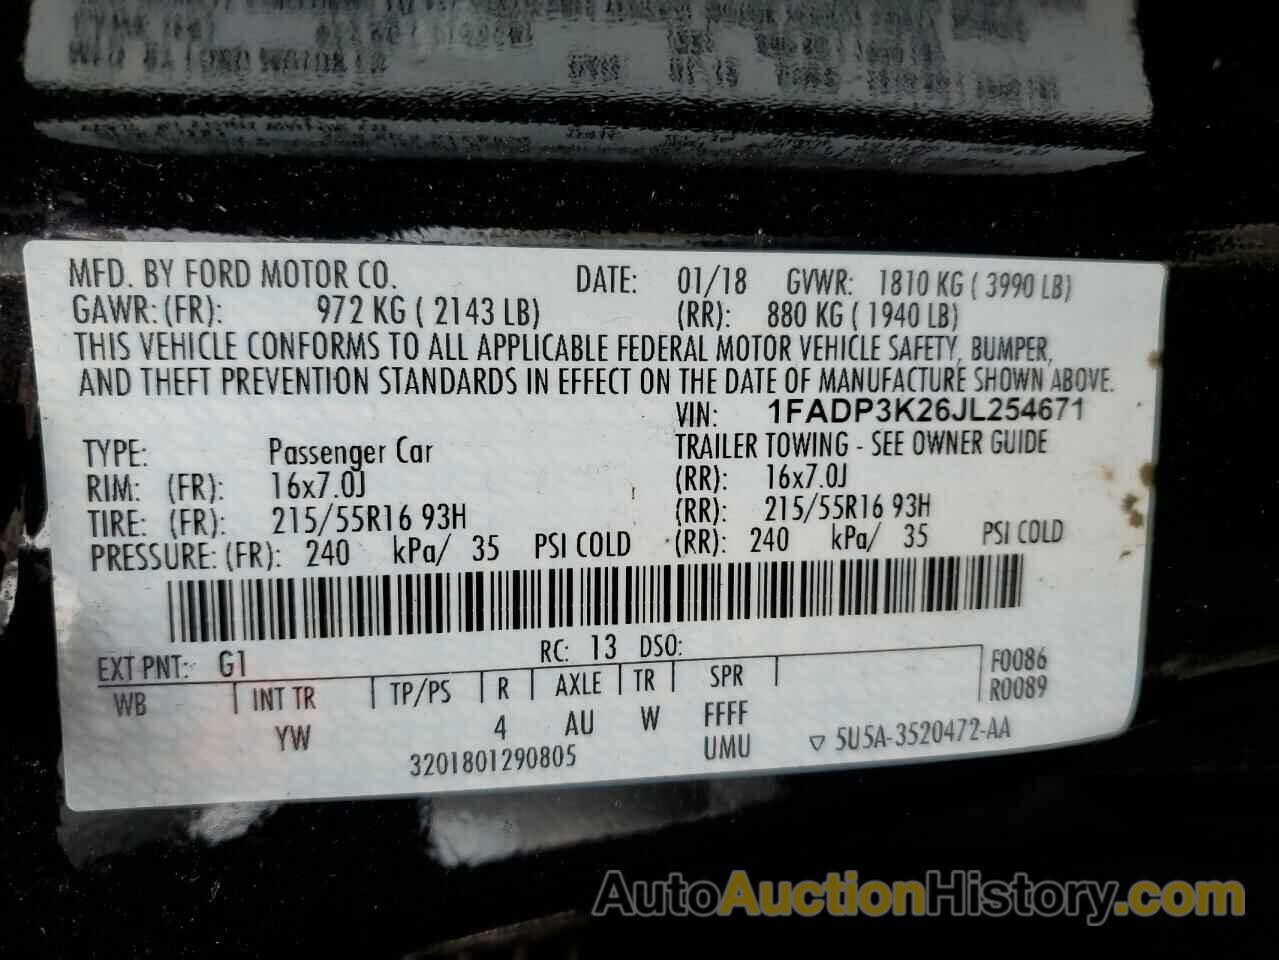 MFD. BY FORD MOTOR CO. DATE: 01/18 GVWR: 1810 KG ( 3990 LB)
GAWR: (FR): 972 KG ( 2143 LB) (RR): 880 KG ( 1940 LB)
THIS VEHICLE CONFORMS TO ALL APPLICABLE FEDERAL MOTOR VEHICLE SAFETY, BUMPER,
AND THEFT PREVENTION STANDARDS IN EFFECT ON THE DATE OF MANUFACTURE SHOWN ABOVE.
VIN: 1FADP3K26JL254671
TYPE: Passenger Car TRAILER TOWING - SEE OWNER GUIDE
RIM: (FR): 16x7.0J (RR): 16x7.0J
TIRE: (FR): 215/55R16 93H (RR): 215/55R16 93H
PRESSURE: (FR): 240 kPa/ 35 PSI COLD (RR): 240 kPa/ 35 PSI COLD
EXT PNT: G1 RC: 13 DSO: F0086
WB INT TR TP/PS R AXLE TR SPR R0089
YW 4 AU W FFFF
3201801290805 UMU ▽ 5U5A-3520472-AA
AutoAuctionHistory.com